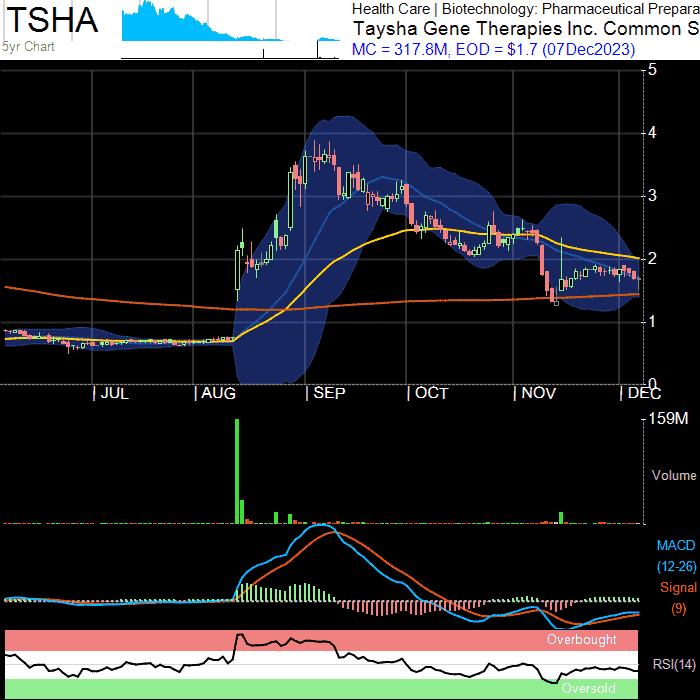 TSHA
5yr Chart
Health Care | Biotechnology: Pharmaceutical Prepara
Taysha Gene Therapies Inc. Common S
MC = 317.8M, EOD = $1.7 (07Dec2023)
5
4
3
2
1
0
| JUL | AUG | SEP | OCT | NOV | DEC
159M
Volume
MACD
(12-26)
Signal
(9)
Overbought
RSI(14)
Oversold